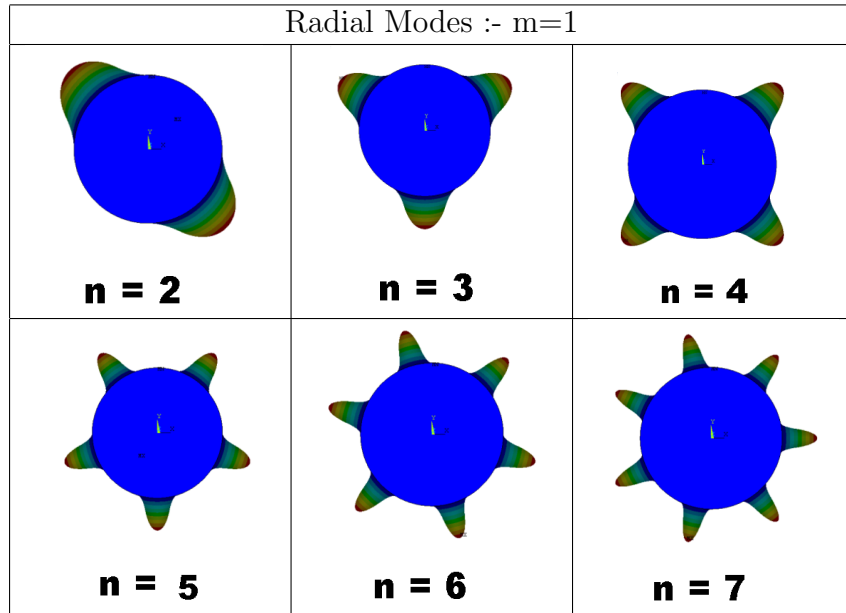 Radial Modes :- m=1
n = 2
n = 3
n = 4
n = 5
n = 6
n = 7